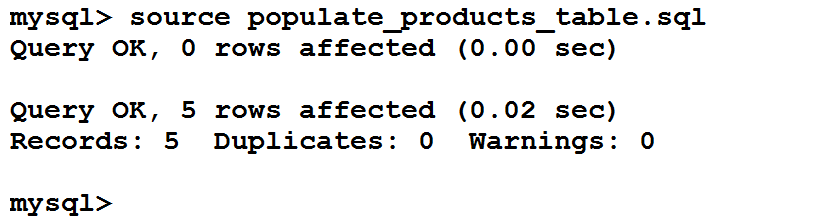 mysql> source populate_products_table.sql
Query OK, 0 rows affected (0.00 sec)
Query OK, 5 rows affected (0.02 sec)
Records: 5  Duplicates: 0  Warnings: 0
mysql>